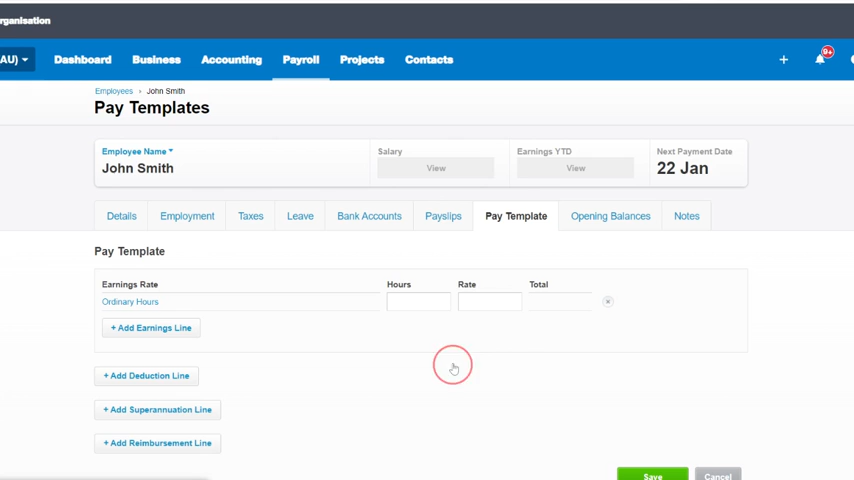 rganisation
AU)
Dashboard
Business
Accounting
Payroll
Projects
Contacts
+
9+
Employees › John Smith
Pay Templates
Employee Name
John Smith
Salary
View
Earnings YTD
View
Next Payment Date
22 Jan
Details
Employment
Taxes
Leave
Bank Accounts
Payslips
Pay Template
Opening Balances
Notes
Pay Template
Earnings Rate Hours Rate Total
Ordinary Hours
+ Add Earnings Line
+ Add Deduction Line
+ Add Superannuation Line
+ Add Reimbursement Line
Save
Cancel